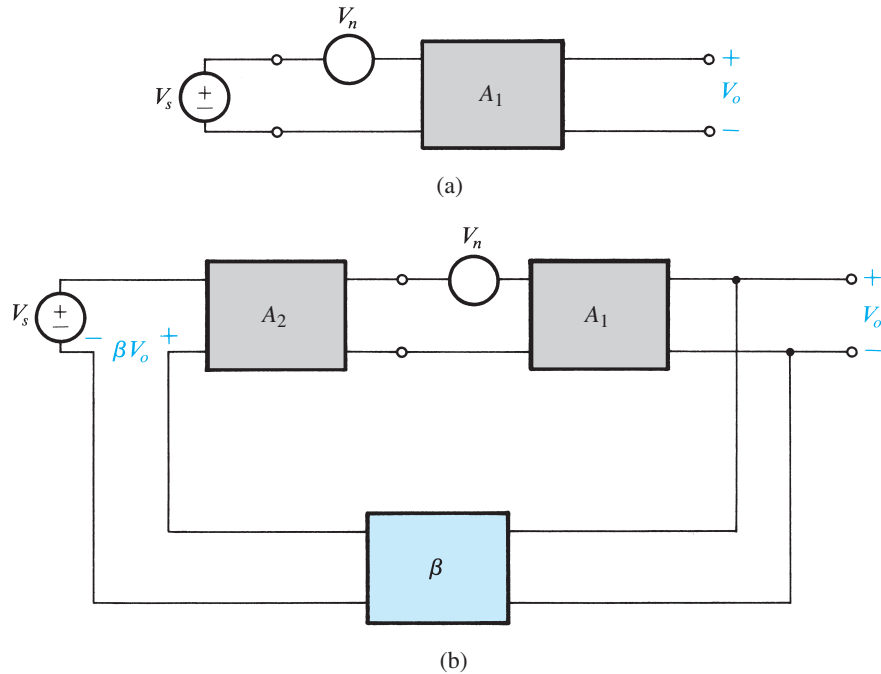 V_n
V_s + − A_1 + V_o −
(a)
V_n
V_s + − − βV_o + A_2 A_1 + V_o −
β
(b)